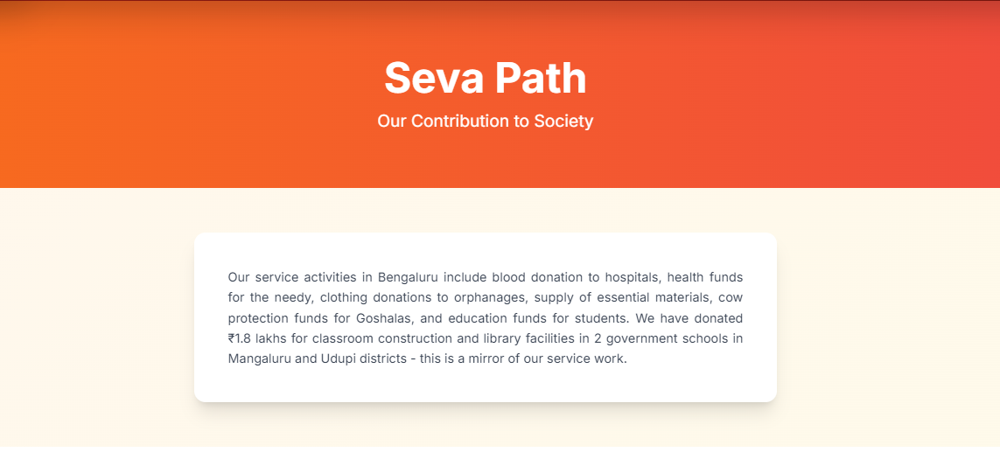 Seva Path
Our Contribution to Society
Our service activities in Bengaluru include blood donation to hospitals, health funds
for the needy, clothing donations to orphanages, supply of essential materials, cow
protection funds for Goshalas, and education funds for students. We have donated
₹1.8 lakhs for classroom construction and library facilities in 2 government schools in
Mangaluru and Udupi districts - this is a mirror of our service work.